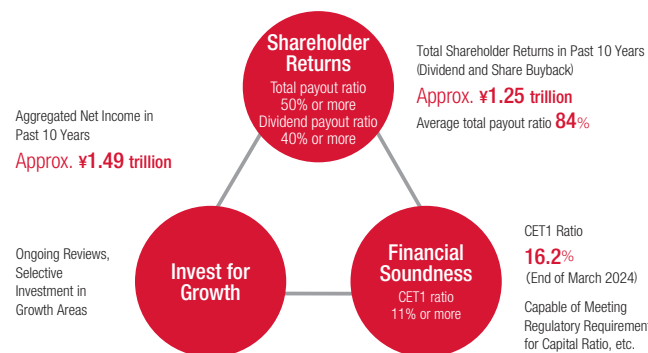 Shareholder
Returns
Total payout ratio
50% or more
Dividend payout ratio
40% or more
Total Shareholder Returns in Past 10 Years
(Dividend and Share Buyback)
Approx. ¥1.25 trillion
Average total payout ratio 84%
Aggregated Net Income in
Past 10 Years
Approx. ¥1.49 trillion
Ongoing Reviews,
Selective
Investment in
Growth Areas
Invest for
Growth
Financial
Soundness
CET1 ratio
11% or more
CET1 Ratio
16.2%
(End of March 2024)
Capable of Meeting
Regulatory Requirement
for Capital Ratio, etc.